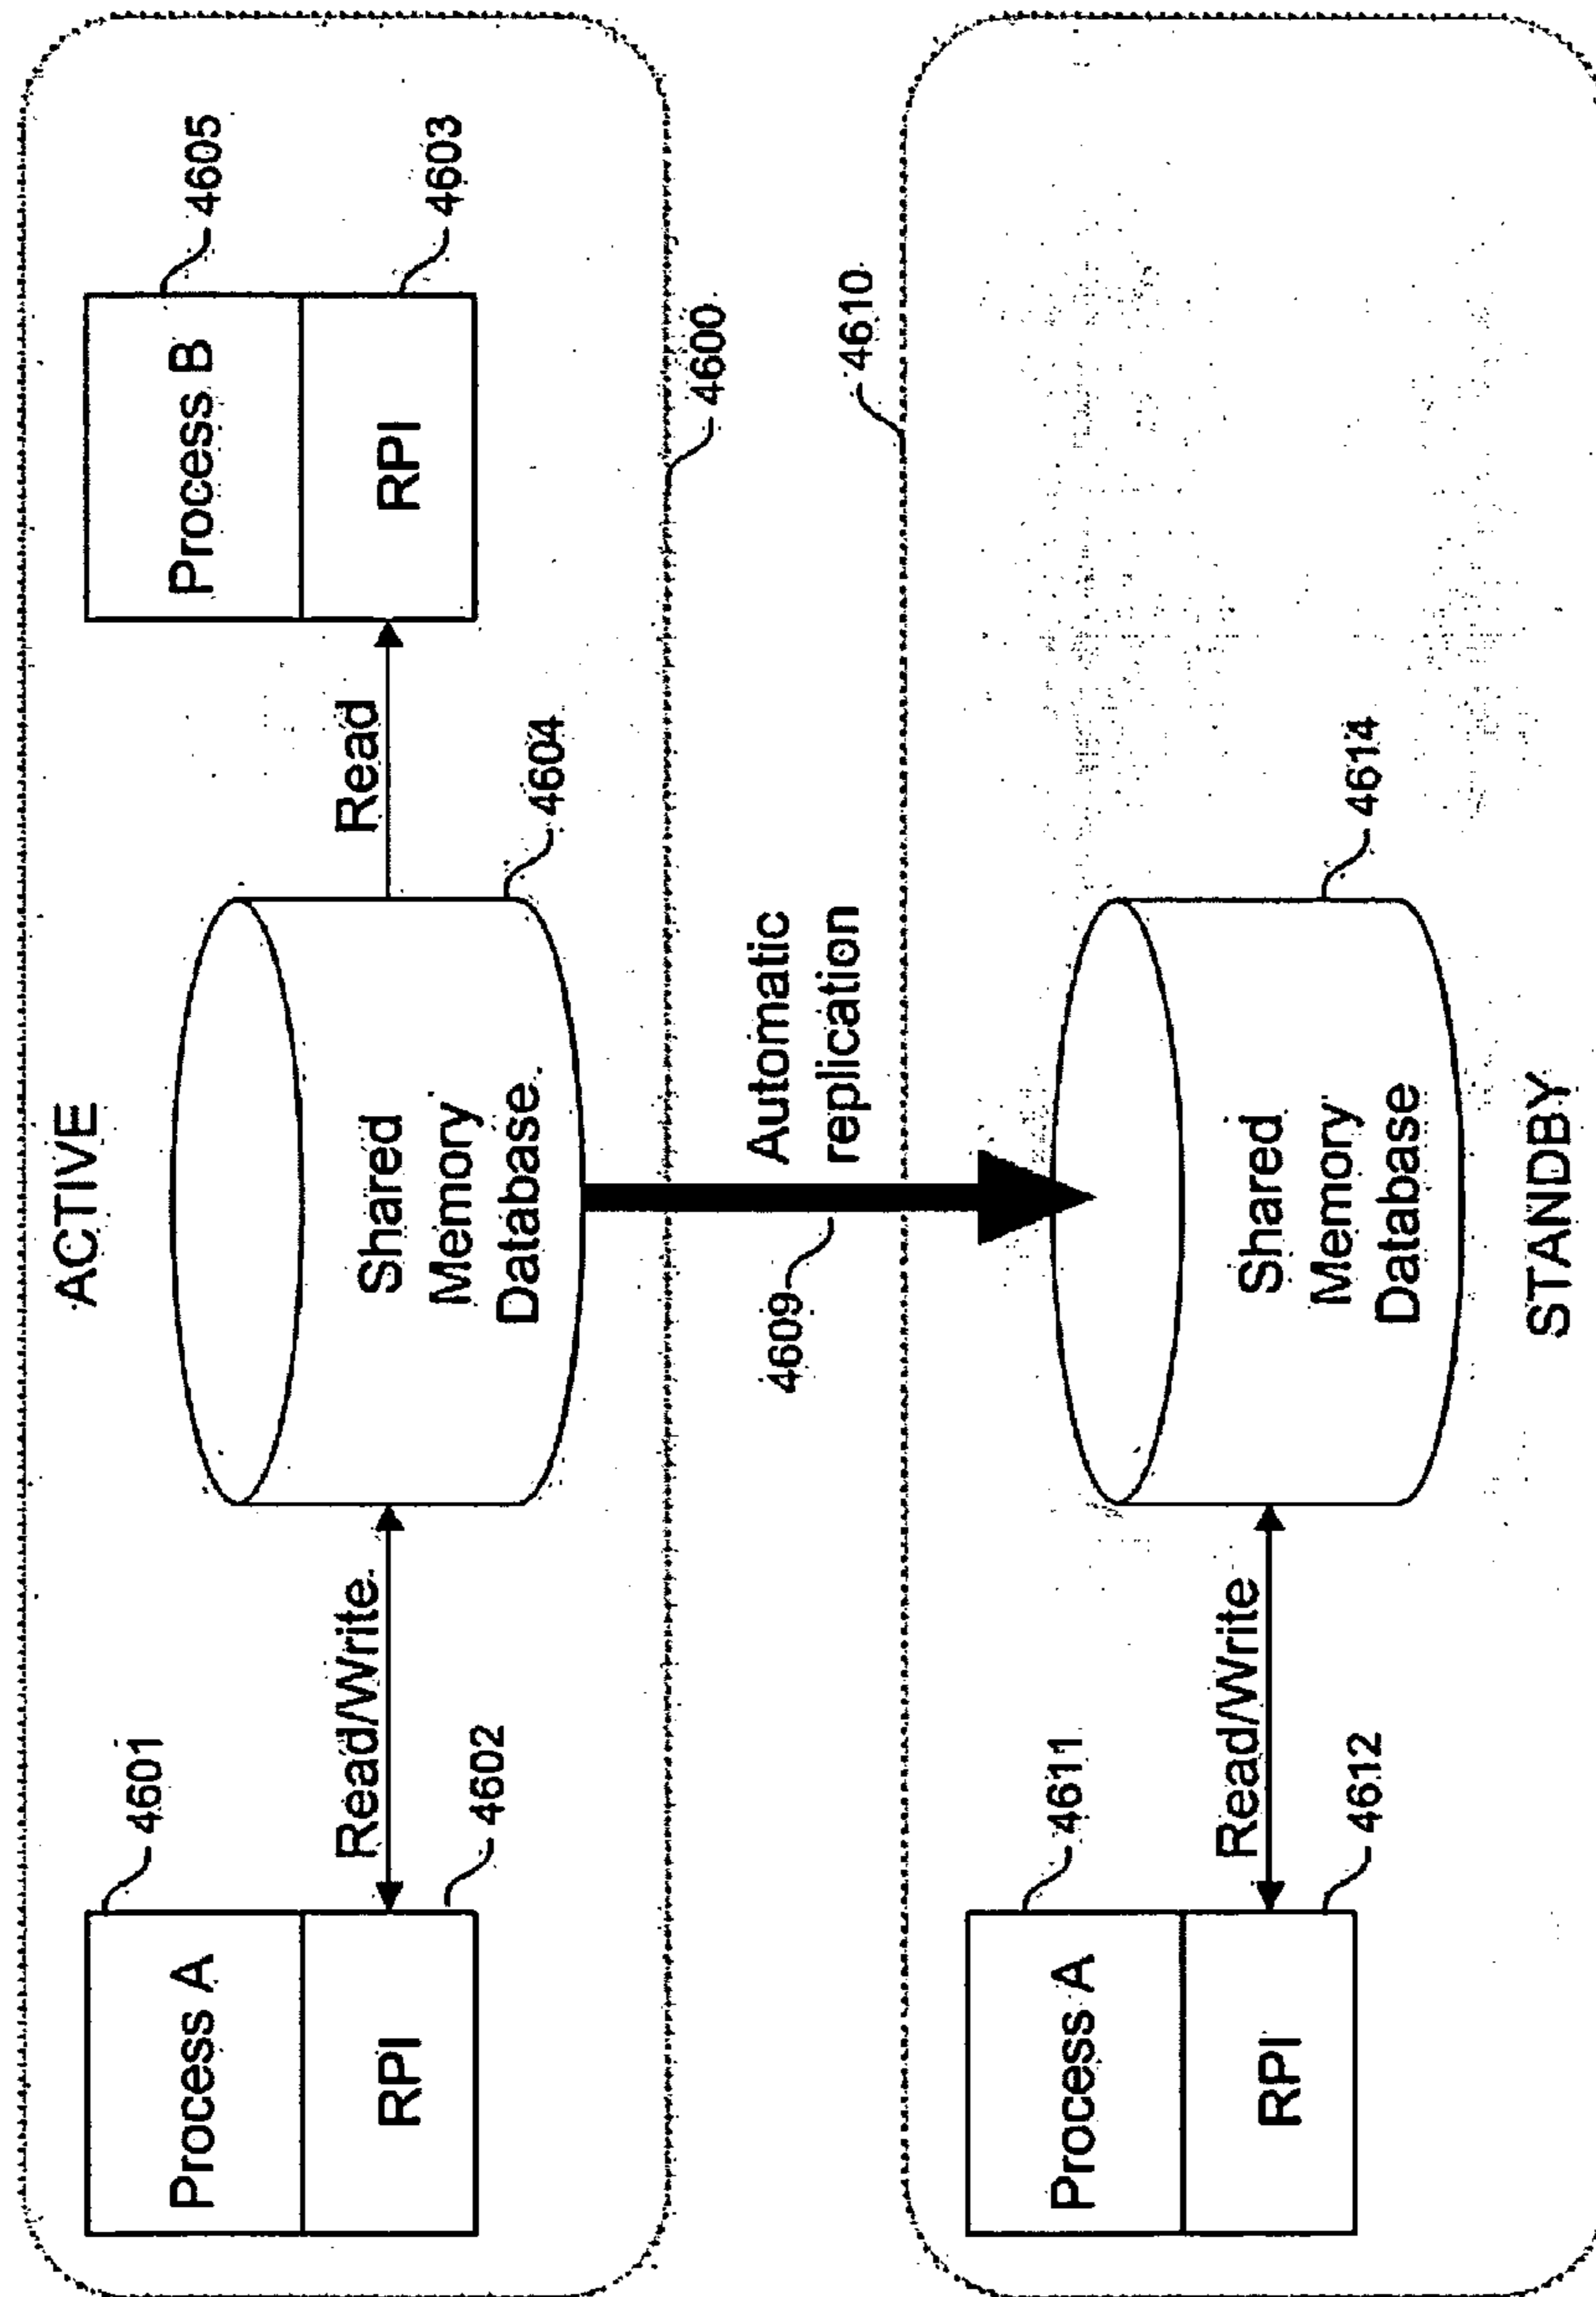 ACTIVE
4601
Process A
RPI
4602
Read/Write
Shared
Memory
Database
4604
Read
4605
Process B
RPI
4603
4600
4609
Automatic
replication
4610
4611
Process A
RPI
4612
Read/Write
Shared
Memory
Database
4614
STANDBY